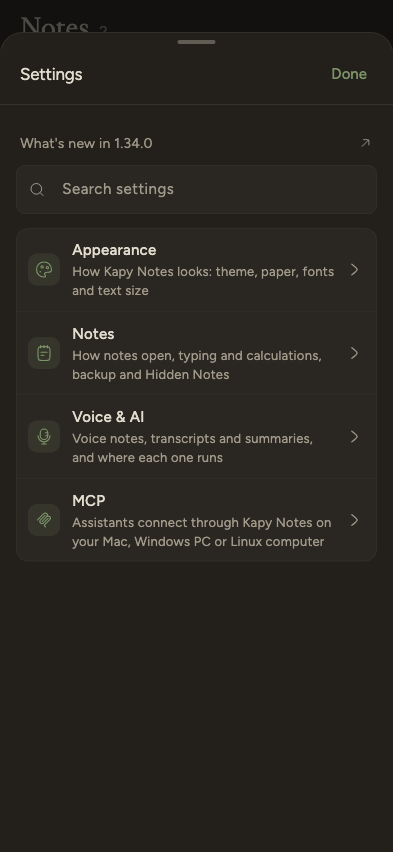 Notes 2
Settings
Done
What's new in 1.34.0
Search settings
Appearance
How Kapy Notes looks: theme, paper, fonts
and text size
Notes
How notes open, typing and calculations,
backup and Hidden Notes
Voice & AI
Voice notes, transcripts and summaries,
and where each one runs
MCP
Assistants connect through Kapy Notes on
your Mac, Windows PC or Linux computer